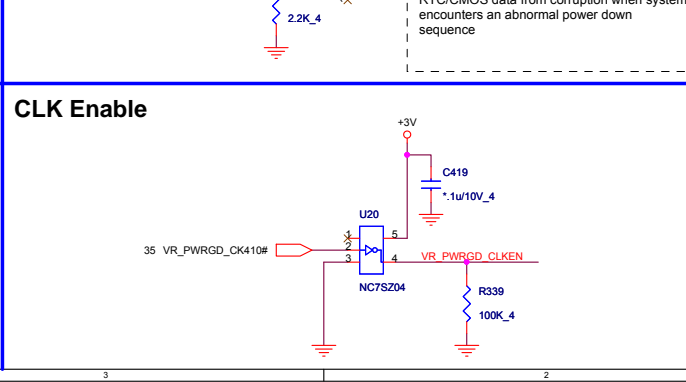 RTC/CMOS data from corruption when system
encounters an abnormal power down
sequence
2.2K_4
CLK Enable
+3V
C419
*.1u/10V_4
U20
1
5
35 VR_PWRGD_CK410#
2
3
4
VR_PWRGD_CLKEN
NC7SZ04
R339
100K_4
3
2